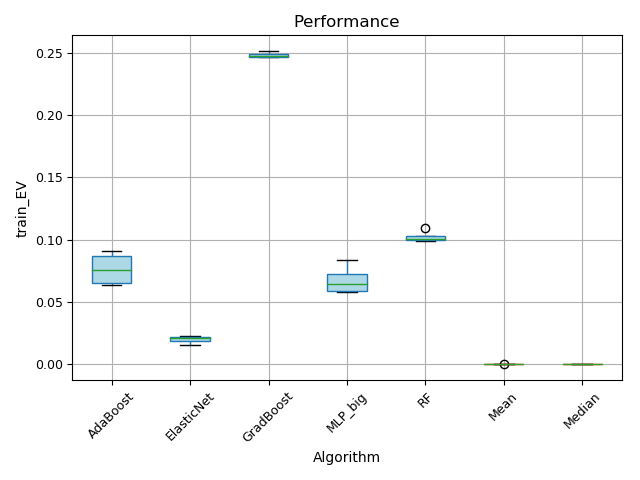 Performance
train_EV
0.25
0.20
0.15
0.10
0.05
0.00
AdaBoost
ElasticNet
GradBoost
MLP_big
RF
Mean
Median
Algorithm